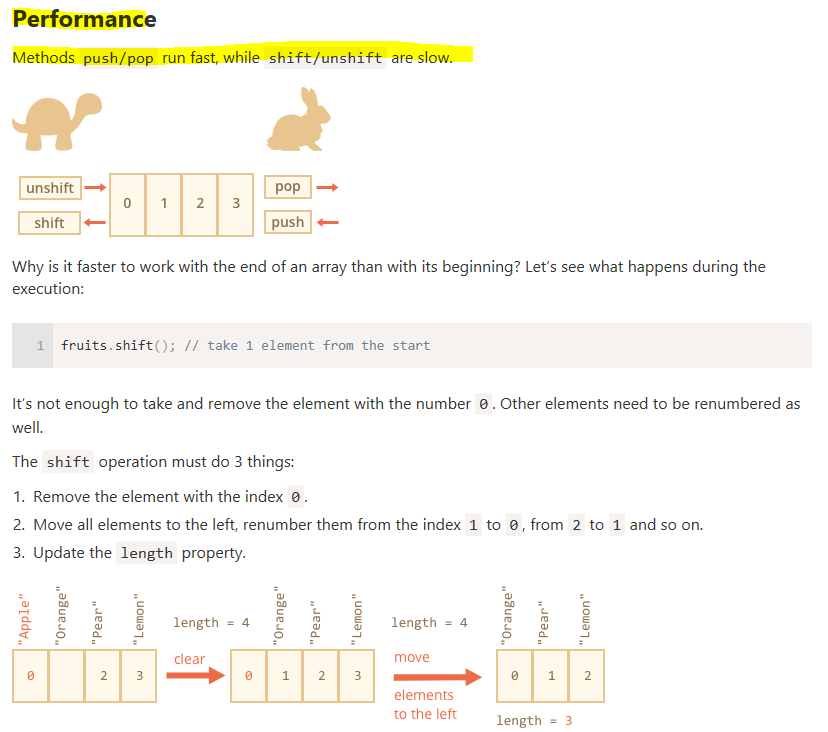 Performance
Methods push/pop run fast, while shift/unshift are slow.
unshift
shift
0 1 2 3
pop
push
Why is it faster to work with the end of an array than with its beginning? Let's see what happens during the
execution:
1 fruits.shift(); // take 1 element from the start
It's not enough to take and remove the element with the number 0. Other elements need to be renumbered as
well.
The shift operation must do 3 things:
1. Remove the element with the index 0.
2. Move all elements to the left, renumber them from the index 1 to 0, from 2 to 1 and so on.
3. Update the length property.
"Apple" "Orange" "Pear" "Lemon"
0 2 3
length = 4
clear
"Orange" "Pear" "Lemon"
0 1 2 3
length = 4
move
elements
to the left
"Orange" "Pear" "Lemon"
0 1 2
length = 3